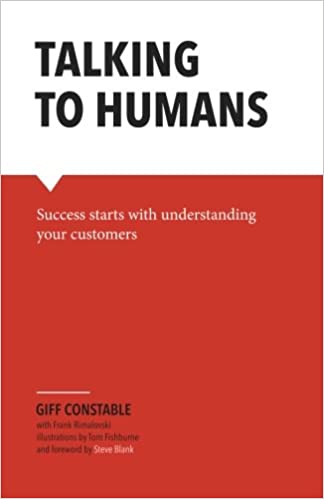 TALKING
TO HUMANS
Success starts with understanding
your customers
GIFF CONSTABLE
with Frank Rimalovski
illustrations by Tom Fishburne
and foreword by Steve Blank